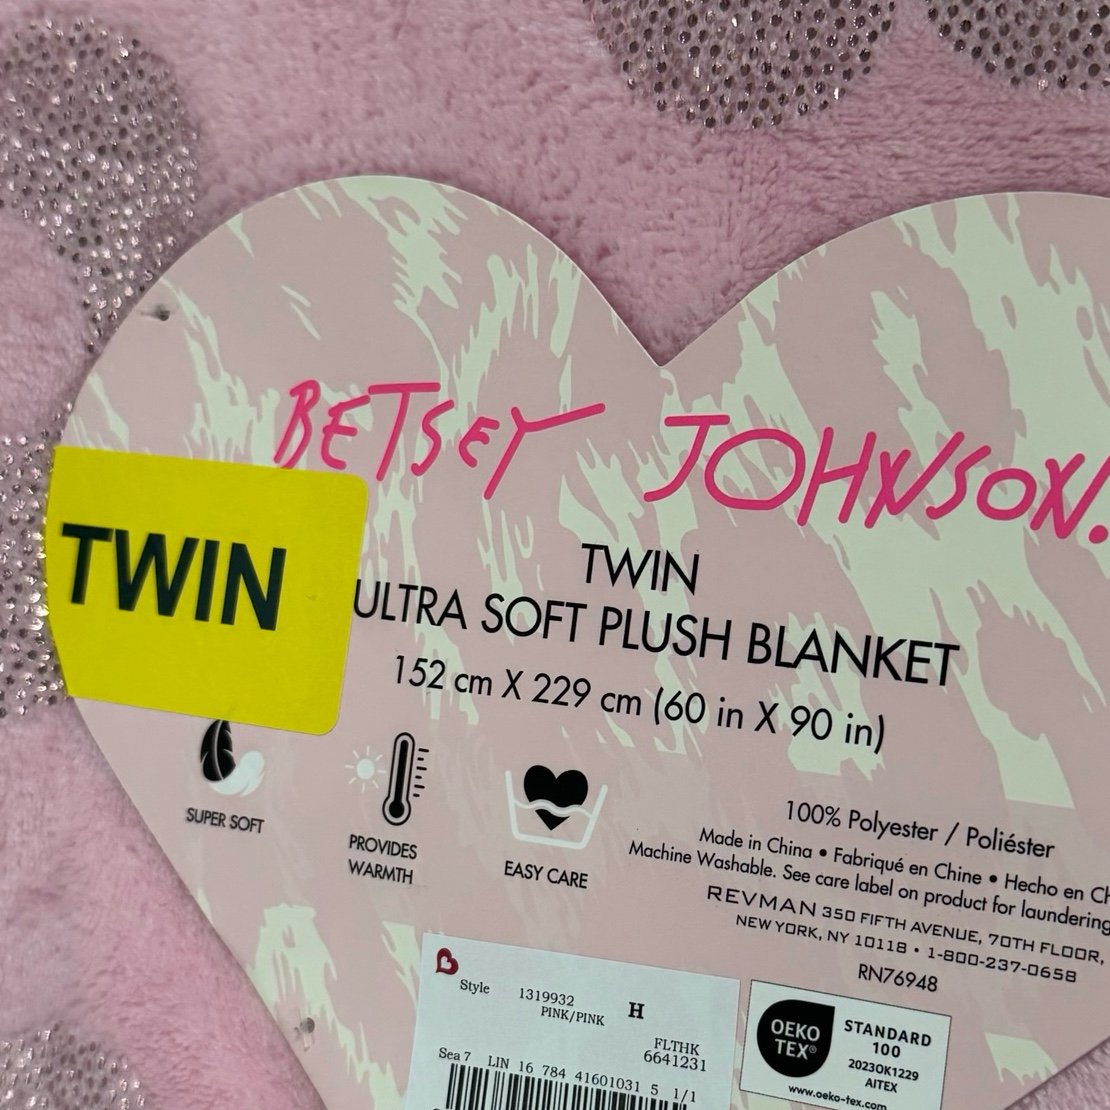 BETSEY JOHNSON.
TWIN
TWIN
ULTRA SOFT PLUSH BLANKET
152 cm X 229 cm (60 in X 90 in)
SUPER SOFT
PROVIDES
WARMTH
EASY CARE
100% Polyester / Poliéster
Made in China • Fabriqué en Chine • Hecho en Ch
Machine Washable. See care label on product for laundering
REVMAN 350 FIFTH AVENUE, 70TH FLOOR,
NEW YORK, NY 10118 • 1-800-237-0658
RN76948
Style 1319932 H
PINK/PINK
FLTHK
6641231
Sea 7 LIN 16 784 41601031 5 1/1
OEKO
TEX®
STANDARD
100
2023OK1229
AITEX
www.oeko-tex.com